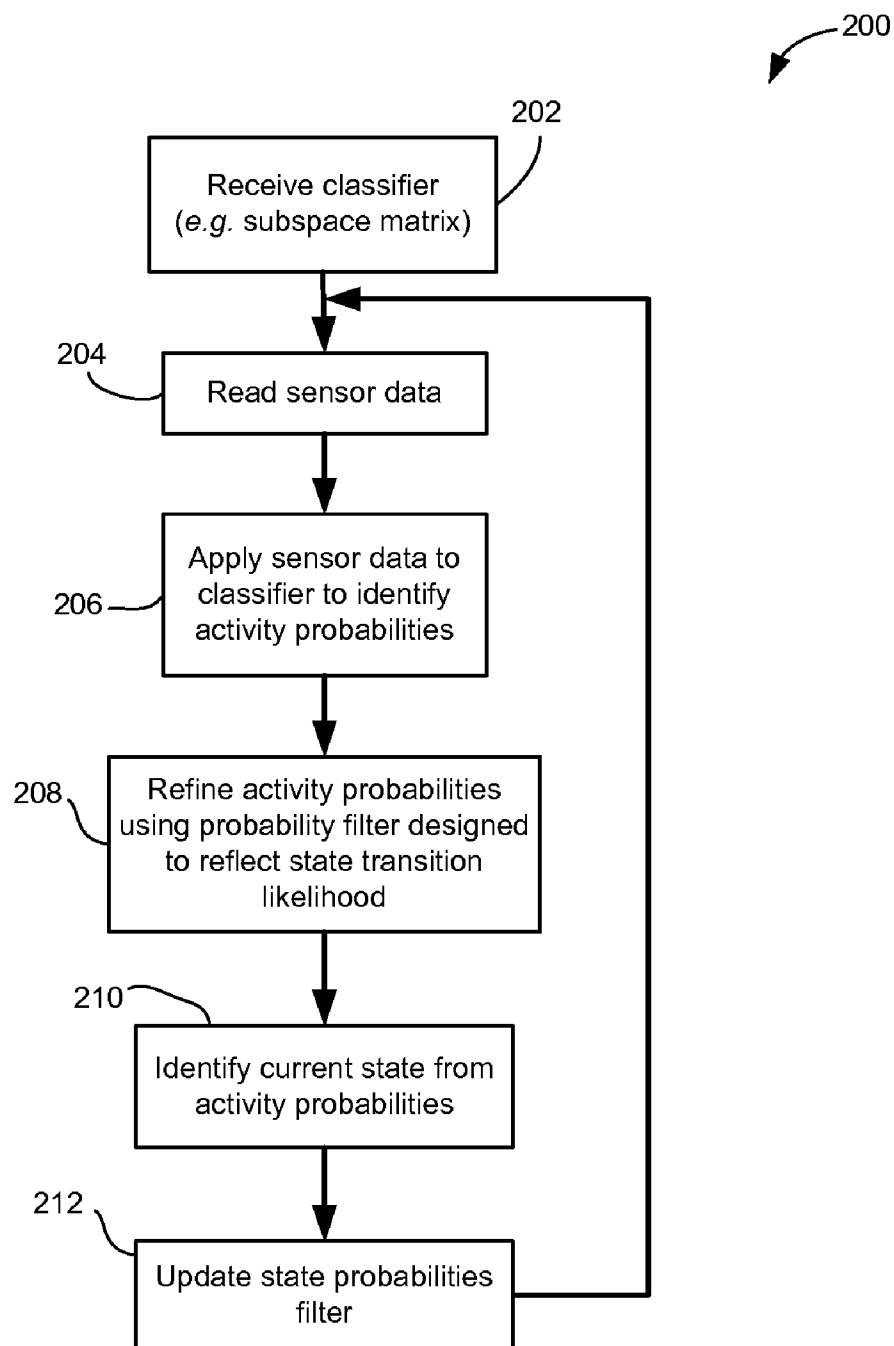 200
202
Receive classifier
(e.g. subspace matrix)
204
Read sensor data
Apply sensor data to
classifier to identify
activity probabilities
206
208
Refine activity probabilities
using probability filter designed
to reflect state transition
likelihood
210
Identify current state from
activity probabilities
212
Update state probabilities
filter